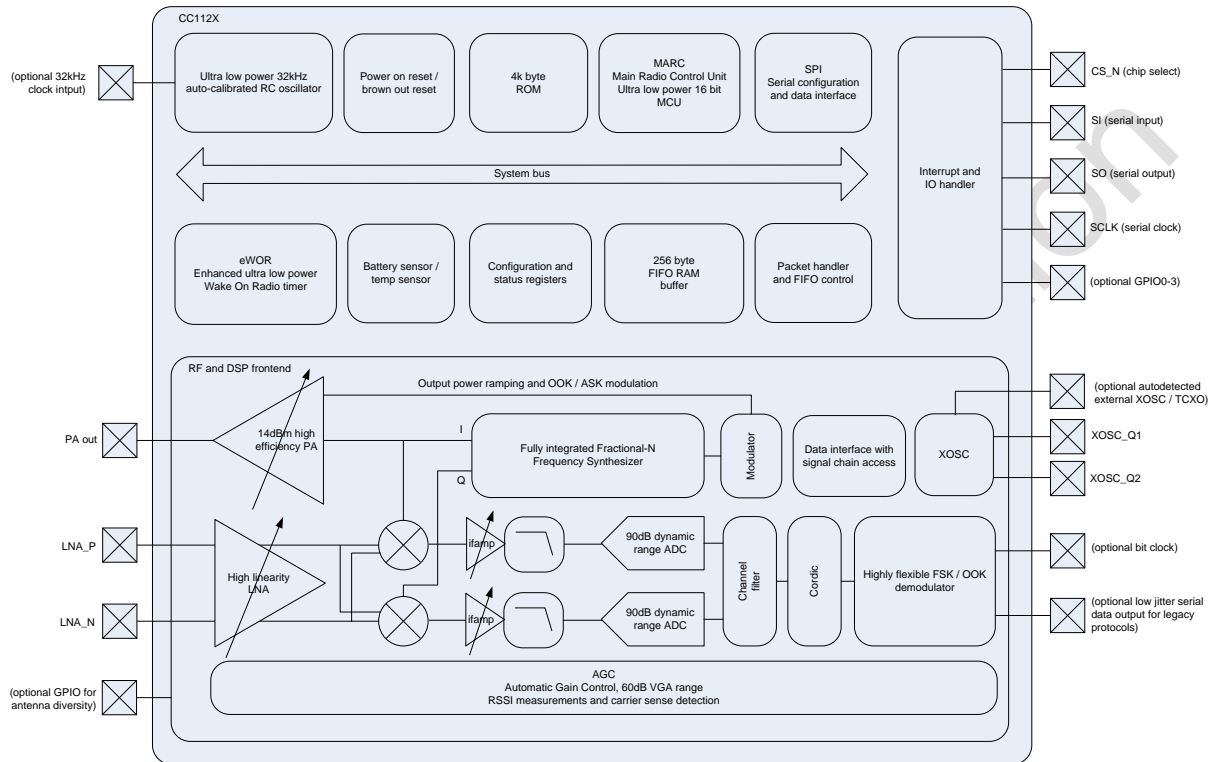 CC112X
(optional 32kHz
clock intput)
Ultra low power 32kHz
auto-calibrated RC oscillator
Power on reset /
brown out reset
4k byte
ROM
MARC
Main Radio Control Unit
Ultra low power 16 bit
MCU
SPI
Serial configuration
and data interface
Interrupt and
IO handler
CS_N (chip select)
SI (serial input)
SO (serial output)
SCLK (serial clock)
(optional GPIO0-3)
System bus
eWOR
Enhanced ultra low power
Wake On Radio timer
Battery sensor /
temp sensor
Configuration and
status registers
256 byte
FIFO RAM
buffer
Packet handler
and FIFO control
RF and DSP frontend
Output power ramping and OOK / ASK modulation
PA out
14dBm high
efficiency PA
I
Q
Fully integrated Fractional-N
Frequency Synthesizer
Modulator
Data interface with
signal chain access
XOSC
(optional autodetected
external XOSC / TCXO)
XOSC_Q1
XOSC_Q2
LNA_P
LNA_N
High linearity
LNA
ifamp
90dB dynamic
range ADC
ifamp
90dB dynamic
range ADC
Channel
filter
Cordic
Highly flexible FSK / OOK
demodulator
(optional bit clock)
(optional low jitter serial
data output for legacy
protocols)
(optional GPIO for
antenna diversity)
AGC
Automatic Gain Control, 60dB VGA range
RSSI measurements and carrier sense detection